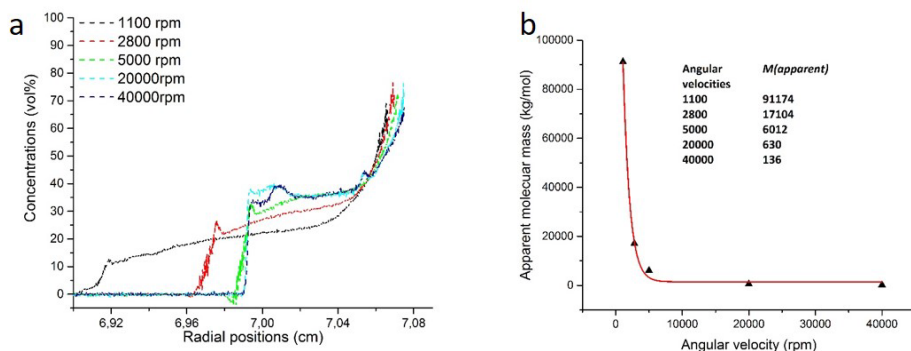 a
1100 rpm
2800 rpm
5000 rpm
20000rpm
40000rpm
Concentrations (vol%)
100
90
80
70
60
50
40
30
20
10
0
6,92
6,96
7,00
7,04
7,08
Radial positions (cm)
b
Apparent molecuar mass (kg/mol)
100000
80000
60000
40000
20000
0
Angular velocities M(apparent)
1100 91174
2800 17104
5000 6012
20000 630
40000 136
0
10000
20000
30000
40000
Angular velocity (rpm)